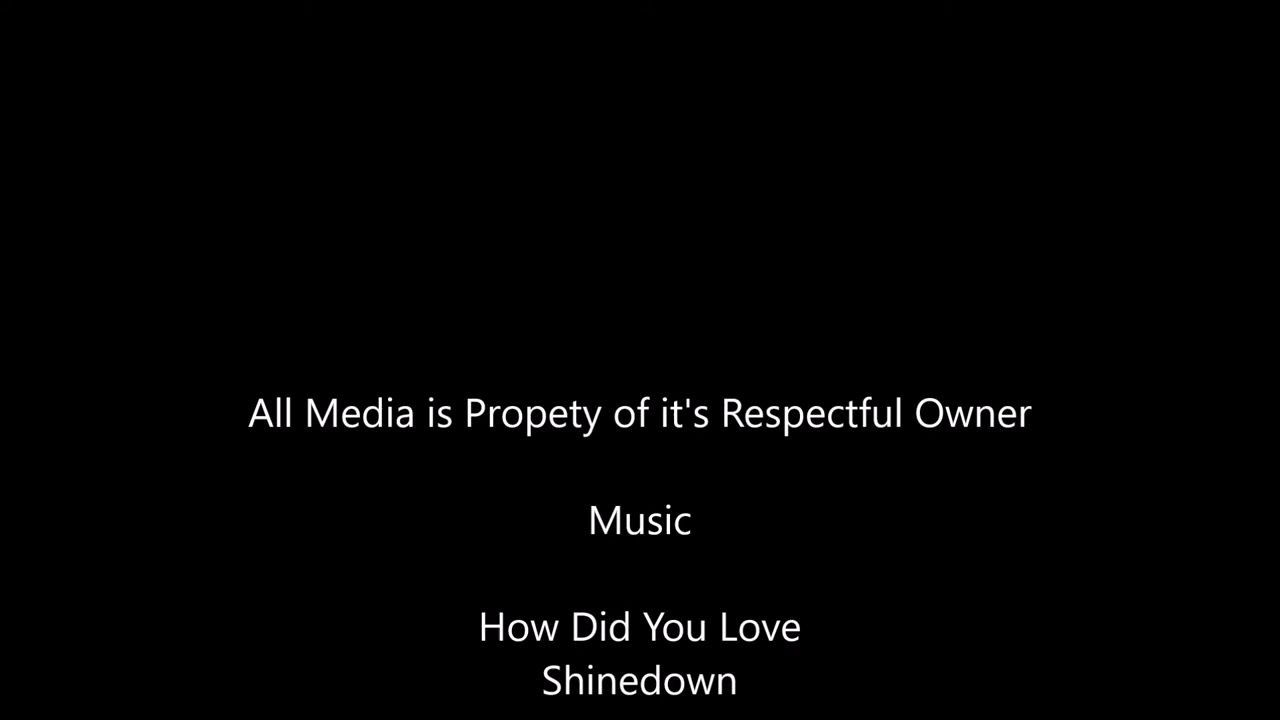 All Media is Propety of it's Respectful Owner
Music
How Did You Love
Shinedown